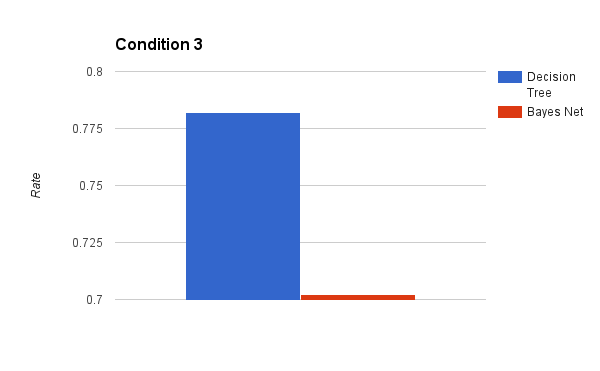 Condition 3
0.8
0.775
0.75
0.725
0.7
Rate
Decision
Tree
Bayes Net